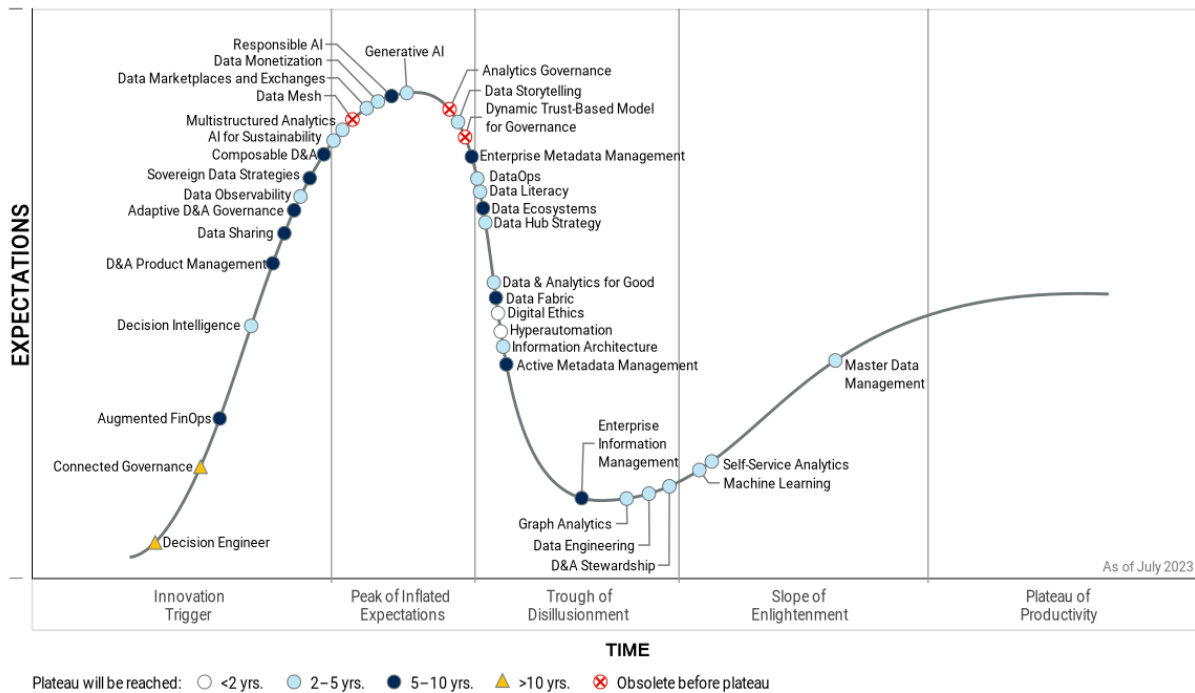 EXPECTATIONS
Responsible AI
Data Monetization
Data Marketplaces and Exchanges
Data Mesh
Multistructured Analytics
AI for Sustainability
Composable D&A
Sovereign Data Strategies
Data Observability
Adaptive D&A Governance
Data Sharing
D&A Product Management
Decision Intelligence
Augmented FinOps
Connected Governance
Decision Engineer
Generative AI
Analytics Governance
Data Storytelling
Dynamic Trust-Based Model
for Governance
Enterprise Metadata Management
DataOps
Data Literacy
Data Ecosystems
Data Hub Strategy
Data & Analytics for Good
Data Fabric
Digital Ethics
Hyperautomation
Information Architecture
Active Metadata Management
Enterprise
Information
Management
Graph Analytics
Data Engineering
D&A Stewardship
Self-Service Analytics
Machine Learning
Master Data
Management
As of July 2023
Innovation
Trigger
Peak of Inflated
Expectations
Trough of
Disillusionment
Slope of
Enlightenment
Plateau of
Productivity
TIME
Plateau will be reached: <2 yrs. 2–5 yrs. 5–10 yrs. >10 yrs. Obsolete before plateau